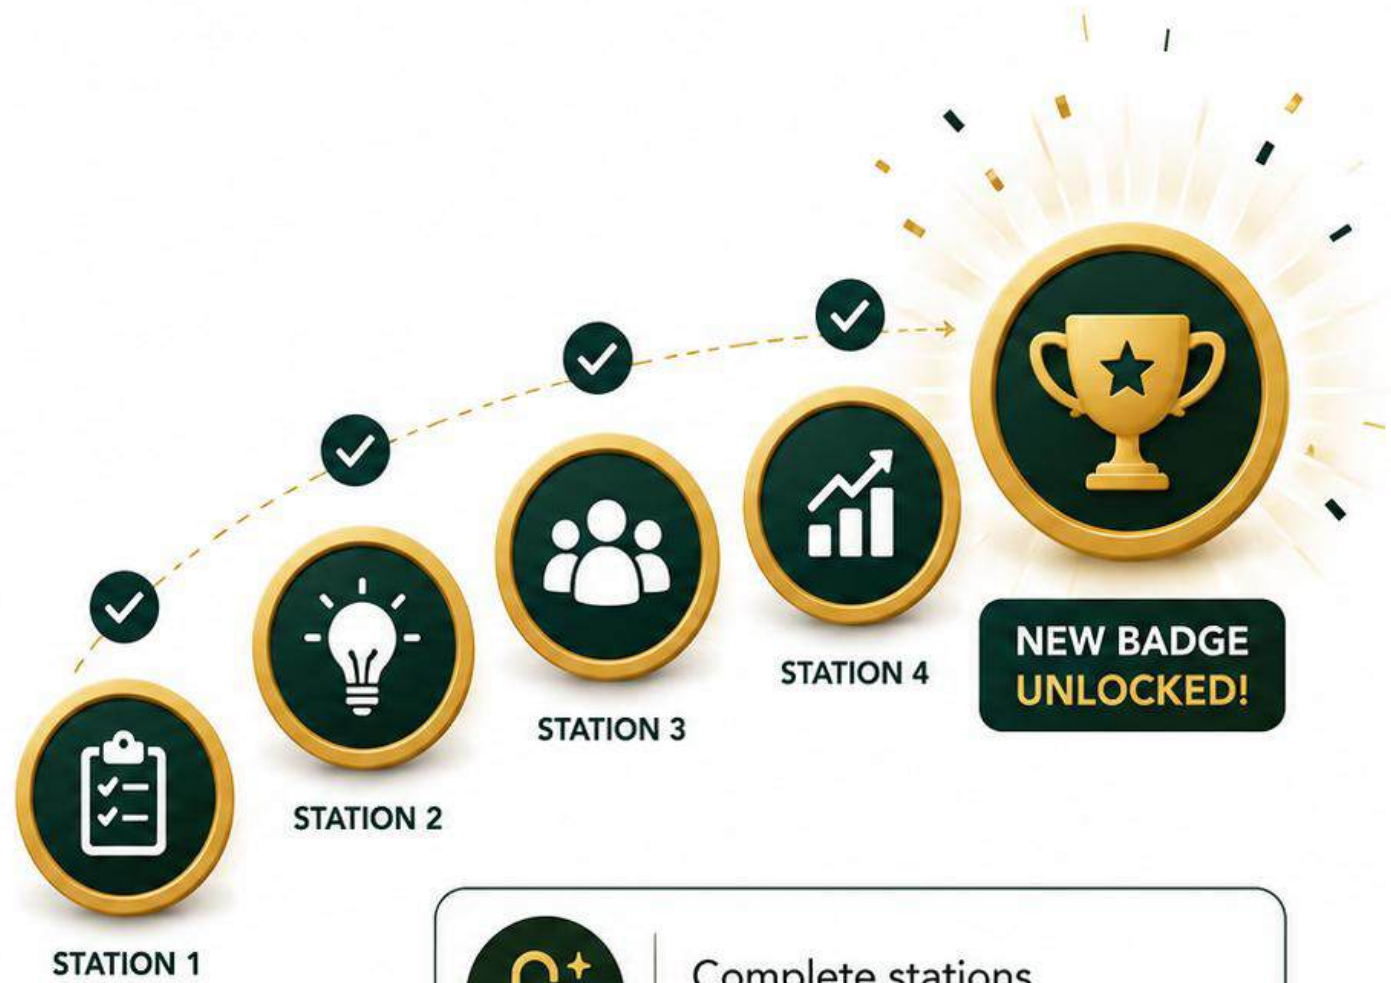 STATION 1
STATION 2
STATION 3
STATION 4
NEW BADGE
UNLOCKED!
Complete stations